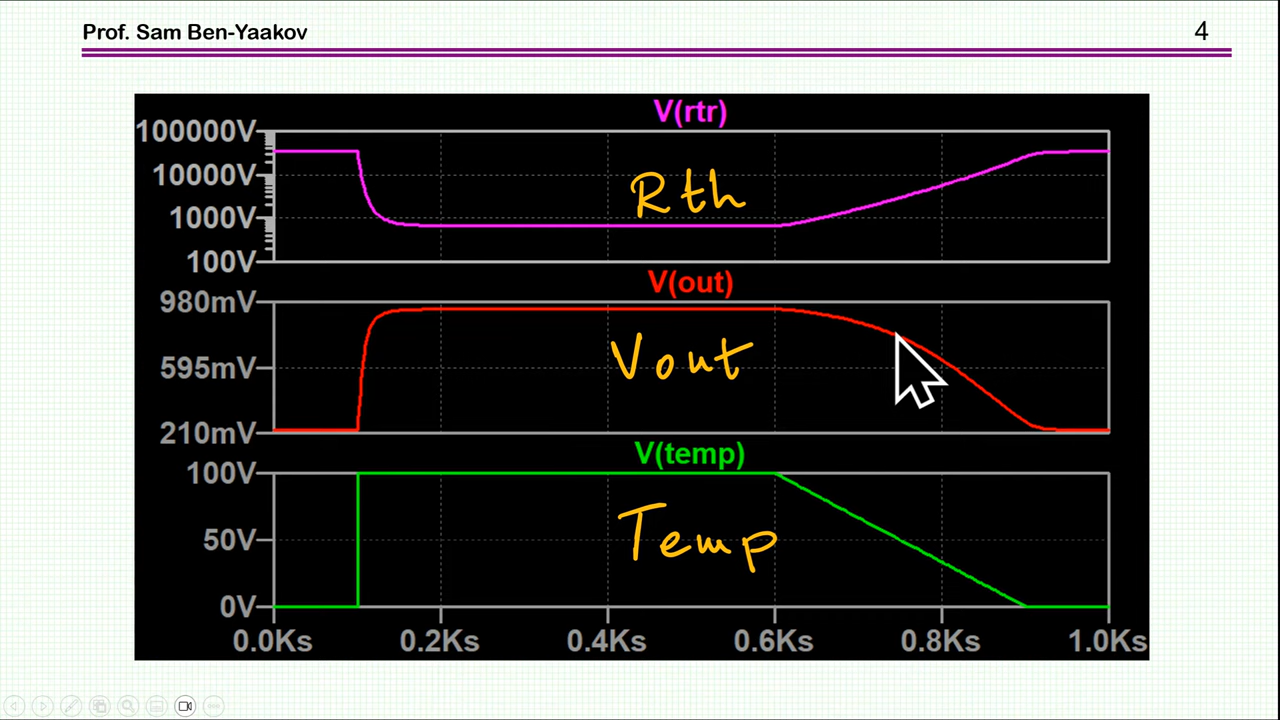 Prof. Sam Ben-Yaakov 4
V(rtr)
100000V
10000V
1000V
100V
Rth
V(out)
980mV
595mV
210mV
Vout
V(temp)
100V
50V
0V
Temp
0.0Ks 0.2Ks 0.4Ks 0.6Ks 0.8Ks 1.0Ks